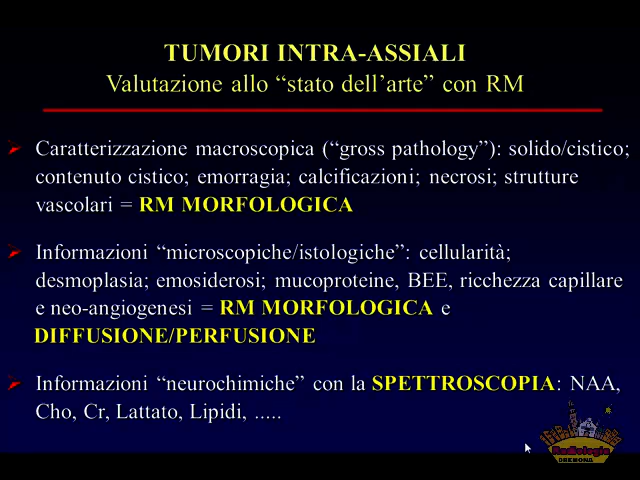 TUMORI INTRA-ASSIALI
Valutazione allo “stato dell’arte” con RM
Caratterizzazione macroscopica (“gross pathology”): solido/cistico;
contenuto cistico; emorragia; calcificazioni; necrosi; strutture
vascolari = RM MORFOLOGICA
Informazioni “microscopiche/istologiche”: cellularità;
desmoplasia; emosiderosi; mucoproteine, BEE, ricchezza capillare
e neo-angiogenesi = RM MORFOLOGICA e
DIFFUSIONE/PERFUSIONE
Informazioni “neurochimiche” con la SPETTROSCOPIA: NAA,
Cho, Cr, Lattato, Lipidi, .....
Radiologia
CREMONA